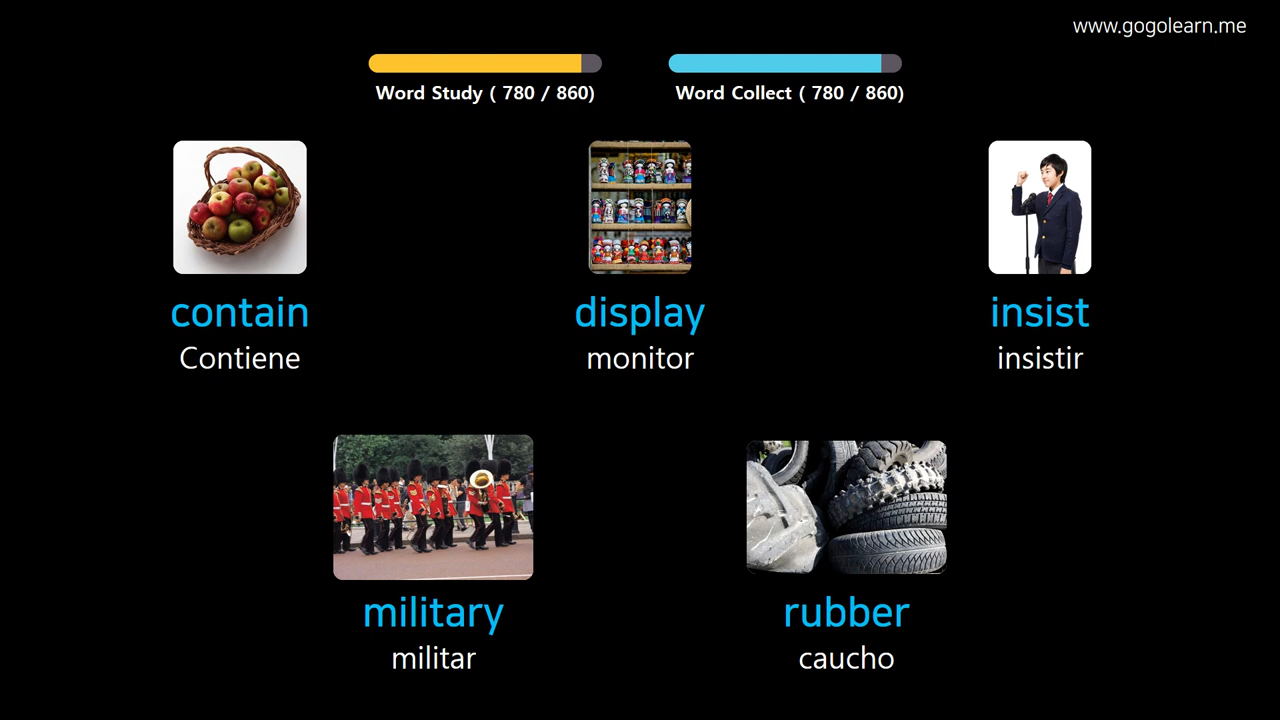 www.gogolearn.me
Word Study ( 780 / 860)
Word Collect ( 780 / 860)
contain
Contiene
display
monitor
insist
insistir
military
militar
rubber
caucho